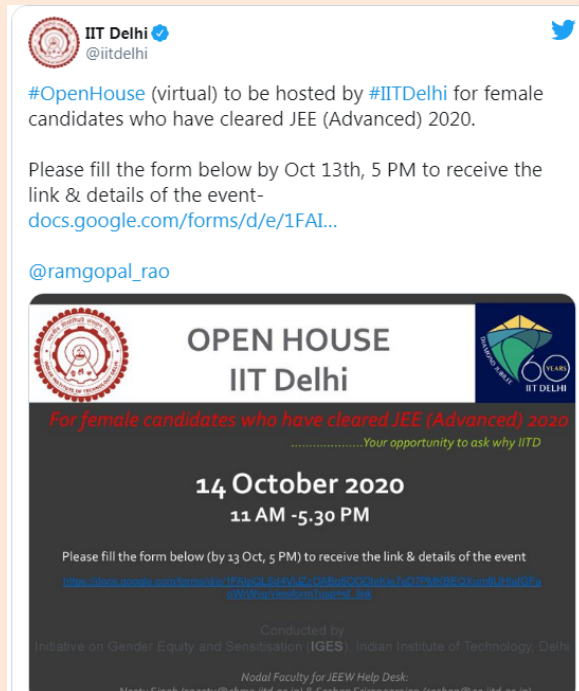 IIT Delhi
@iitdelhi
#OpenHouse (virtual) to be hosted by #IITDelhi for female
candidates who have cleared JEE (Advanced) 2020.
Please fill the form below by Oct 13th, 5 PM to receive the
link & details of the event-
docs.google.com/forms/d/e/1FAI...
@ramgopal_rao
OPEN HOUSE
IIT Delhi
DIAMOND JUBILEE
60 YEARS
IIT DELHI
For female candidates who have cleared JEE (Advanced) 2020
....................Your opportunity to ask why IITD
14 October 2020
11 AM -5.30 PM
Please fill the form below (by 13 Oct, 5 PM) to receive the link & details of the event
Conducted by
Initiative on Gender Equity and Sensitisation (IGES), Indian Institute of Technology, Delhi
Nodal Faculty for JEEW Help Desk: